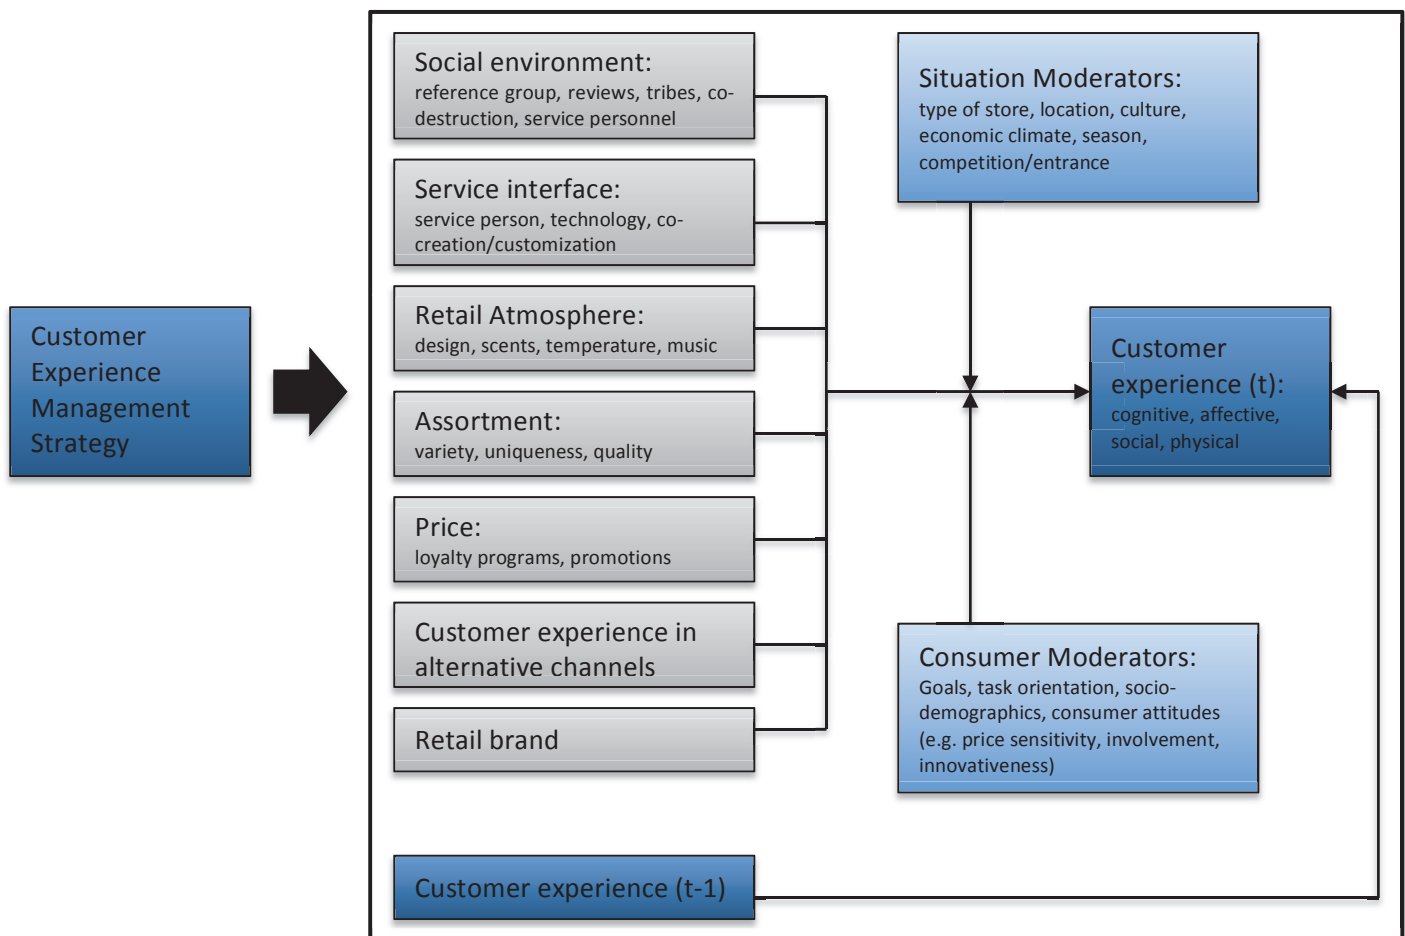 Social environment:
reference group, reviews, tribes, co-
destruction, service personnel
Service interface:
service person, technology, co-
creation/customization
Retail Atmosphere:
design, scents, temperature, music
Assortment:
variety, uniqueness, quality
Price:
loyalty programs, promotions
Customer experience in
alternative channels
Retail brand
Customer experience (t-1)
Customer
Experience
Management
Strategy
Situation Moderators:
type of store, location, culture,
economic climate, season,
competition/entrance
Customer
experience (t):
cognitive, affective,
social, physical
Consumer Moderators:
Goals, task orientation, socio-
demographics, consumer attitudes
(e.g. price sensitivity, involvement,
innovativeness)